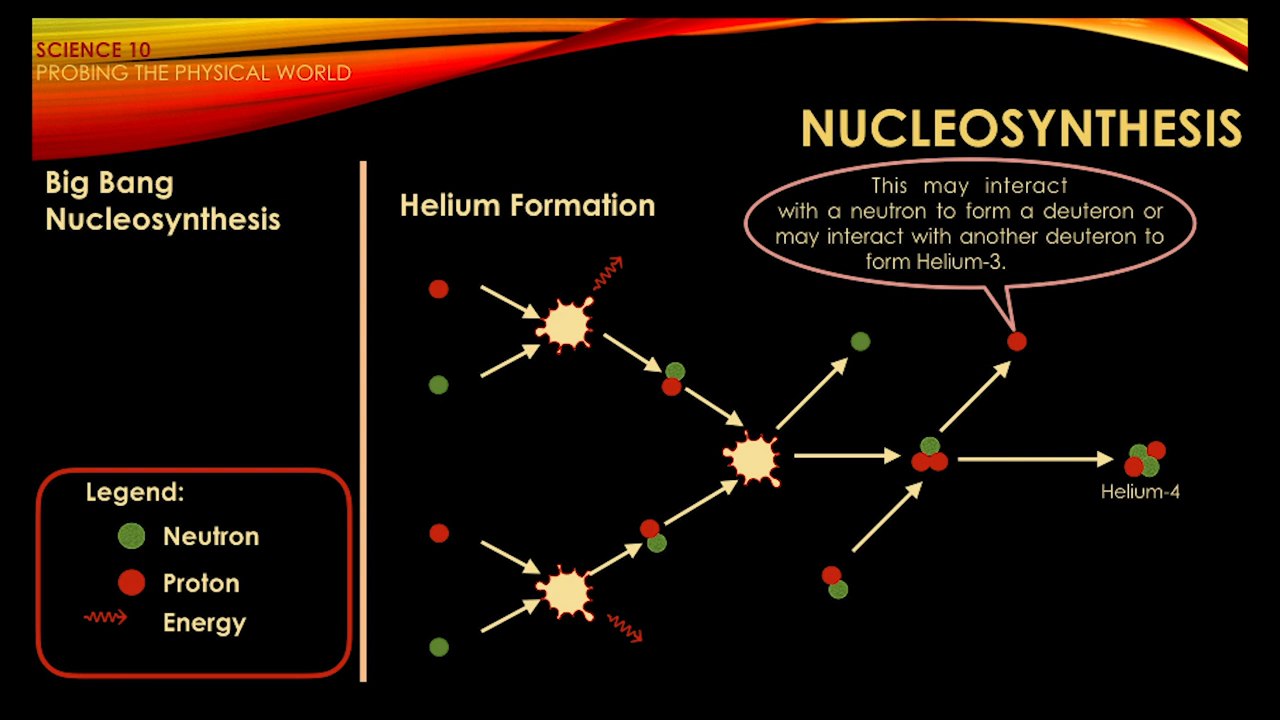 SCIENCE 10
PROBING THE PHYSICAL WORLD
NUCLEOSYNTHESIS
Big Bang
Nucleosynthesis
Helium Formation
This may interact
with a neutron to form a deuteron or
may interact with another deuteron to
form Helium-3.
Helium-4
Legend:
Neutron
Proton
Energy